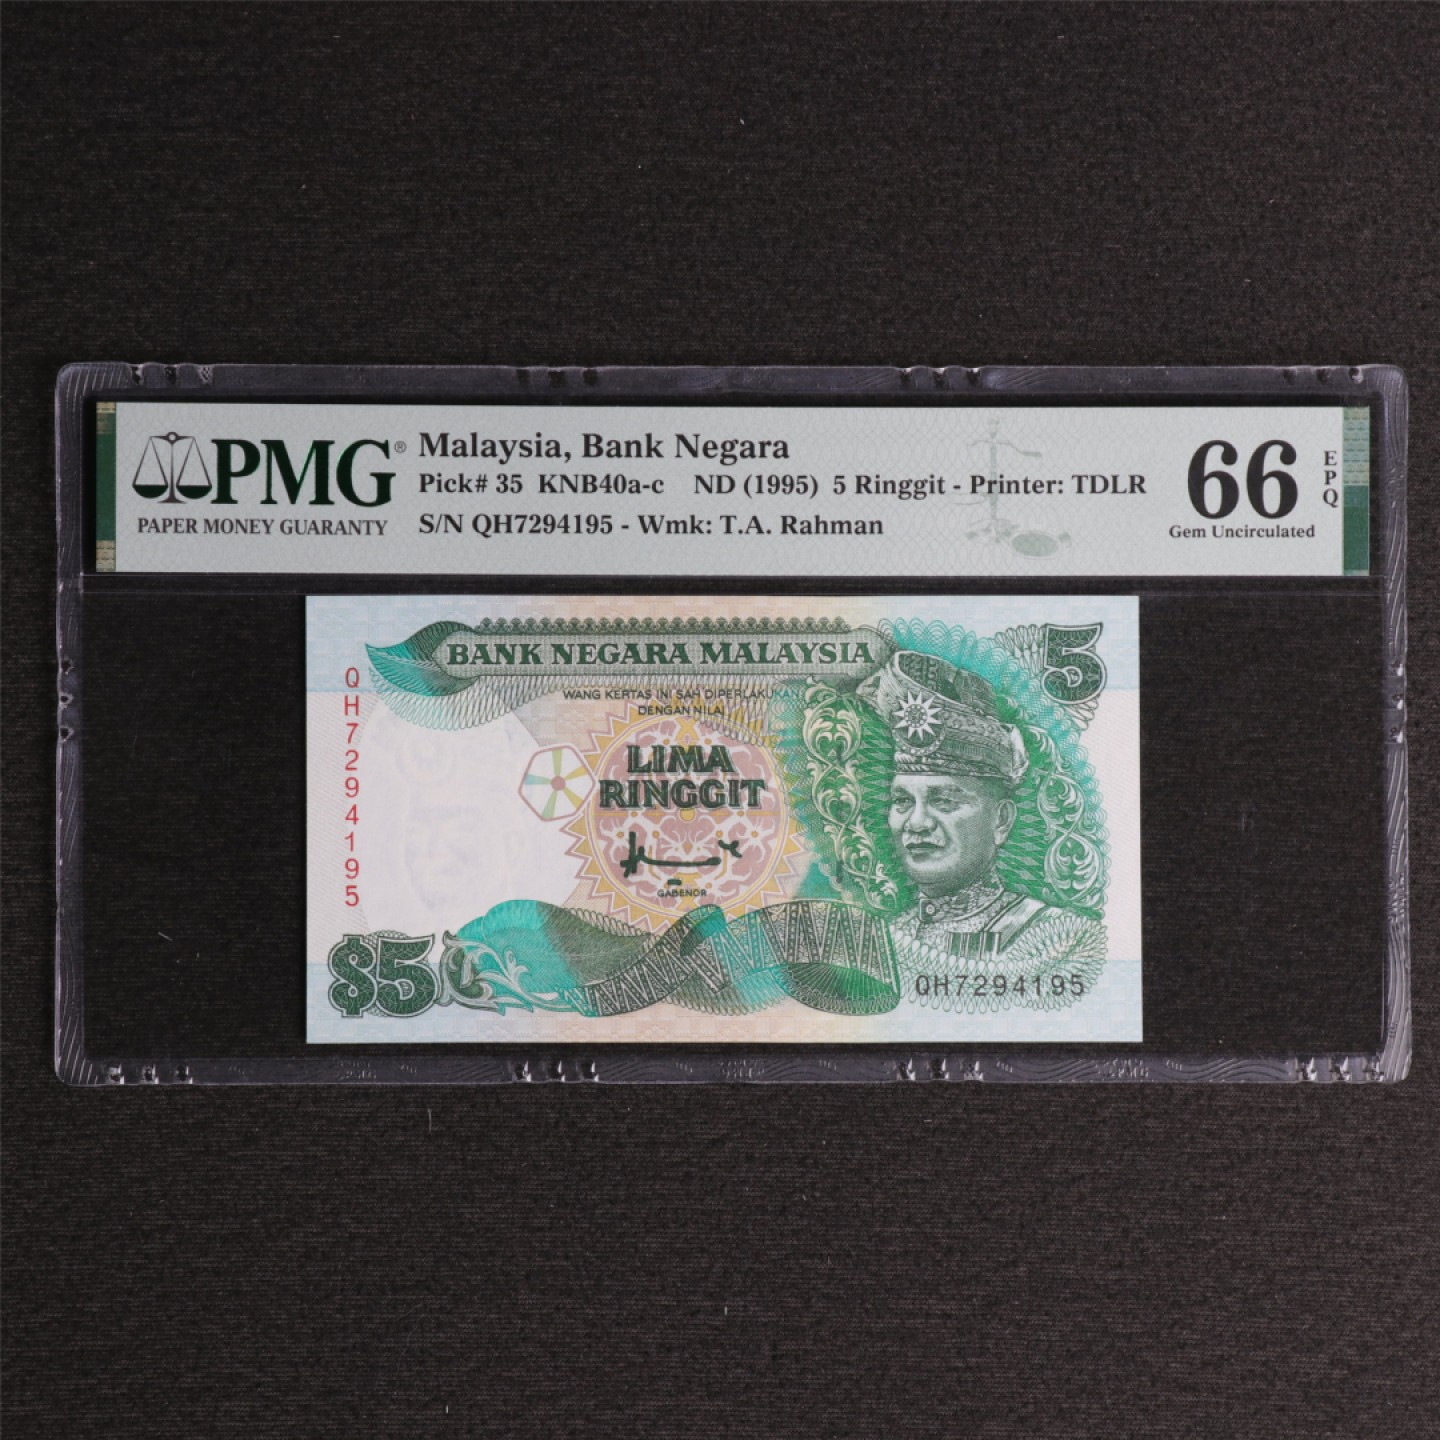 PMG®
PAPER MONEY GUARANTY
Malaysia, Bank Negara
Pick# 35 KNB40a-c ND (1995) 5 Ringgit - Printer: TDLR
S/N QH7294195 - Wmk: T.A. Rahman
66
Gem Uncirculated
EPQ
BANK NEGARA MALAYSIA
5
WANG KERTAS INI SAH DIPERLAKUKAN
DENGAN NILAI
QH7294195
LIMA
RINGGIT
GABENOR
$5
QH7294195